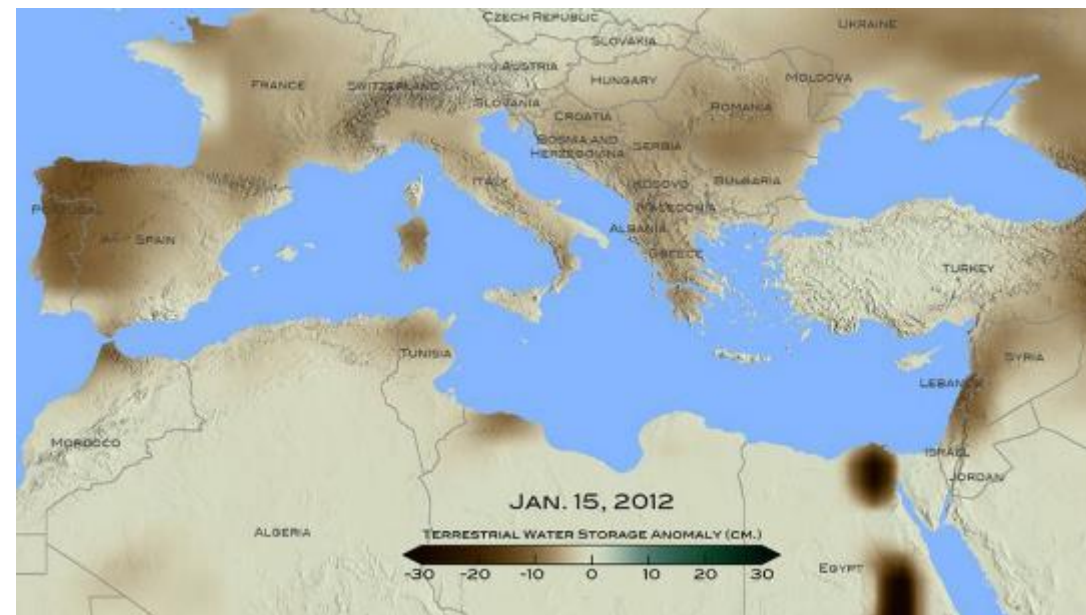 CZECH REPUBLIC
UKRAINE
SLOVAKIA
AUSTRIA
FRANCE
SWITZERLAND
HUNGARY
MOLDOVA
SLOVENIA
ROMANIA
CROATIA
BOSNIA AND
HERZEGOVINA
SERBIA
ITALY
KOSOVO
BULGARIA
PORTUGAL
MACEDONIA
SPAIN
ALBANIA
GREECE
TURKEY
TUNISIA
SYRIA
LEBANON
MOROCCO
ISRAEL
JORDAN
JAN. 15, 2012
ALGERIA
TERRESTRIAL WATER STORAGE ANOMALY (CM.)
EGYPT
-30 -20 -10 0 10 20 30